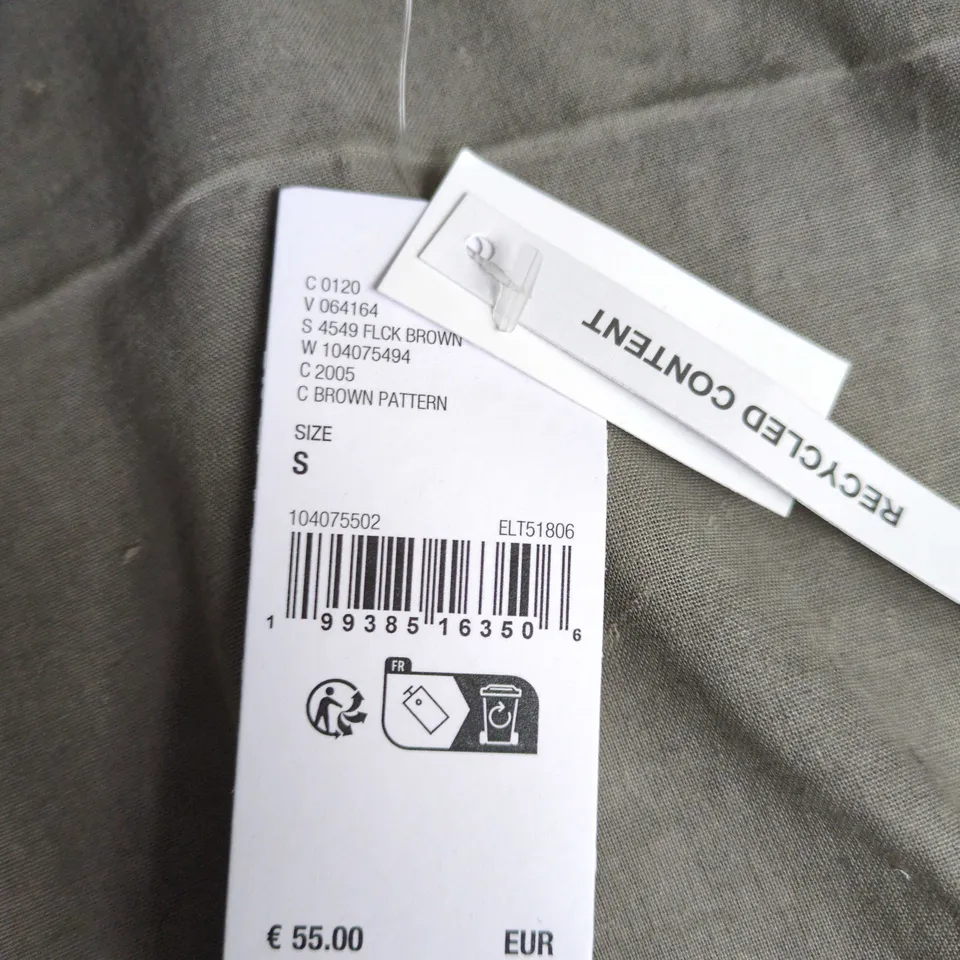 C 0120
V 064164
S 4549 FLCK BROWN
W 104075494
C 2005
C BROWN PATTERN
SIZE
S
104075502 ELT51806
1 99385 16350 6
FR
€ 55.00 EUR
RECYCLED CONTENT